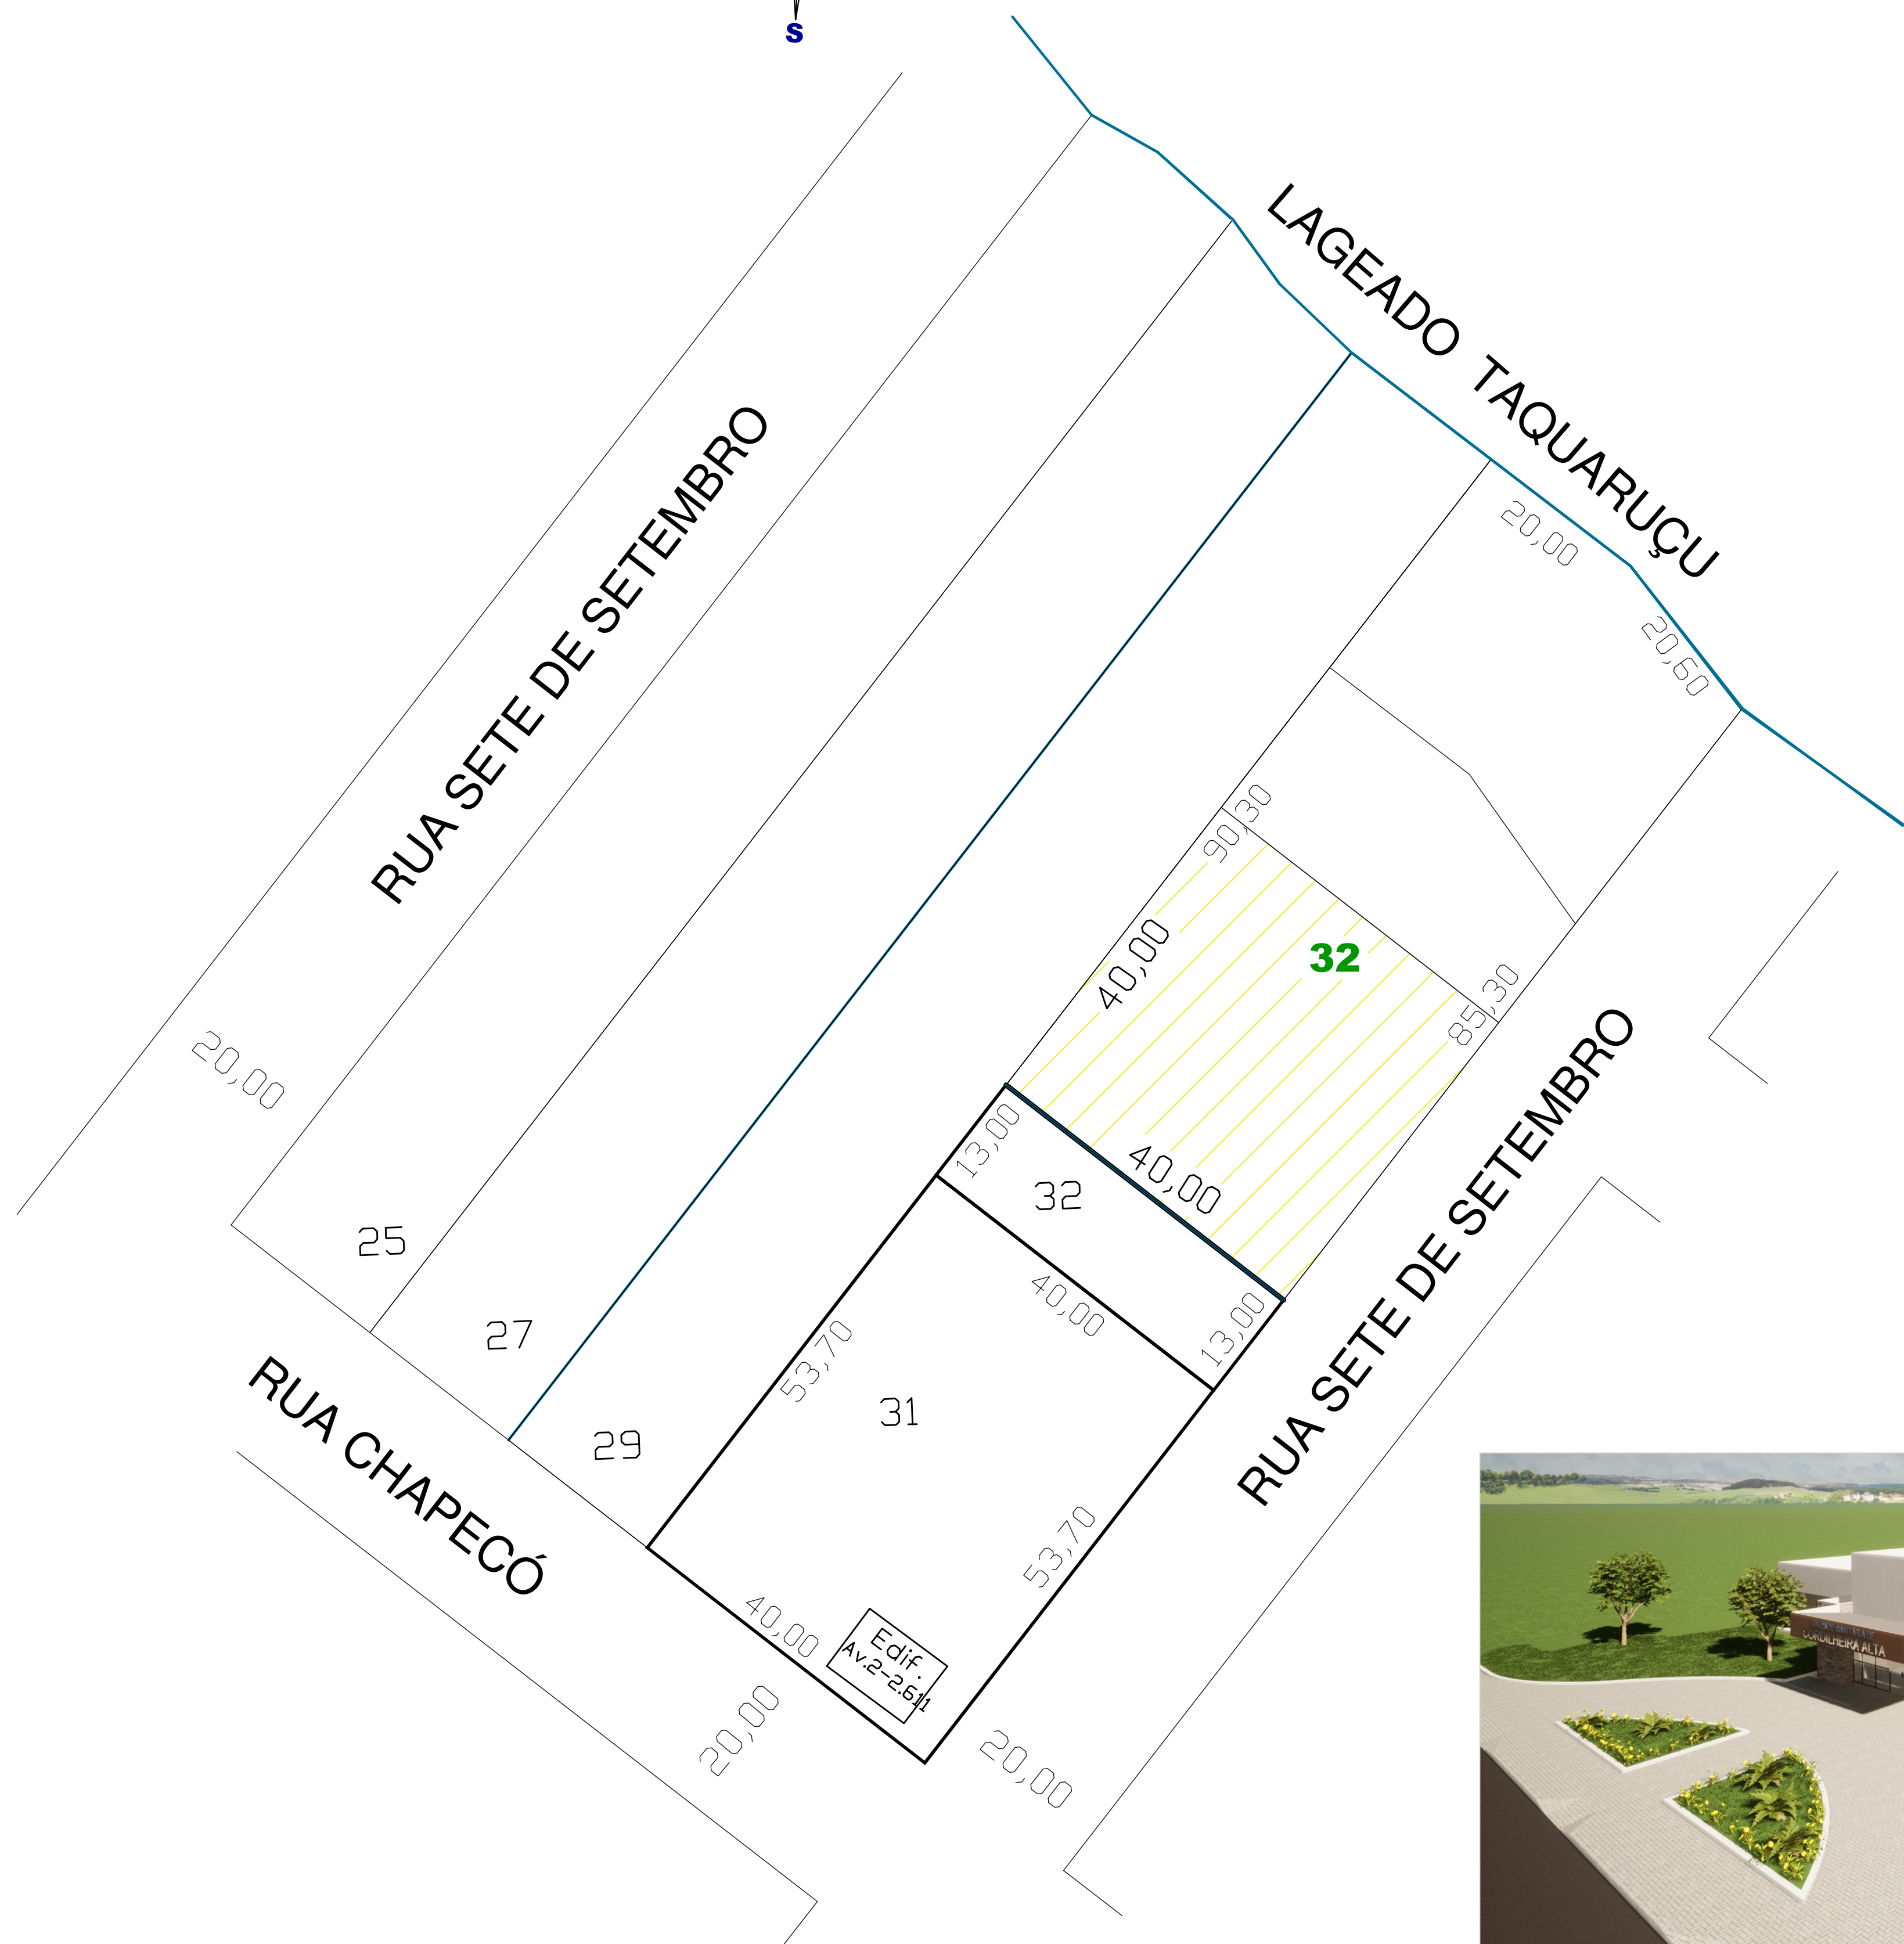 S
LAGEADO TAQUARUÇU
RUA SETE DE SETEMBRO
20,00
20,60
90,30
40,00
32
85,30
20,00
13,00
32
40,00
RUA SETE DE SETEMBRO
25
40,00
13,00
27
53,70
31
29
RUA CHAPECÓ
53,70
40,00
Edif.
Av.2-2.611
20,00
20,00
CORDILHEIRA ALTA